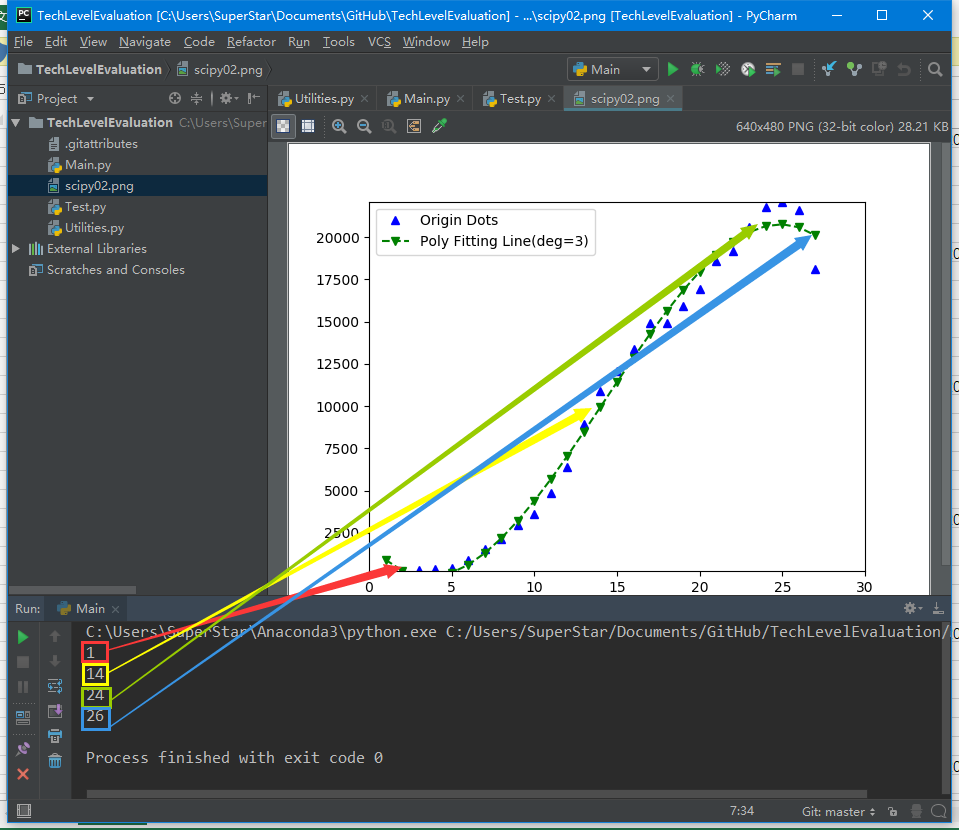 TechLevelEvaluation [C:\Users\SuperStar\Documents\GitHub\TechLevelEvaluation] - ...\scipy02.png [TechLevelEvaluation] - PyCharm
File Edit View Navigate Code Refactor Run Tools VCS Window Help
TechLevelEvaluation scipy02.png Main
Project Utilities.py Main.py Test.py scipy02.png
TechLevelEvaluation C:\Users\Super
640x480 PNG (32-bit color) 28.21 KB
.gitattributes
Main.py
scipy02.png
Test.py
Utilities.py
External Libraries
Scratches and Consoles
Origin Dots
Poly Fitting Line(deg=3)
20000
17500
15000
12500
10000
7500
5000
2500
0 5 10 15 20 25 30
Run: Main
C:\Users\SuperStar\Anaconda3\python.exe C:/Users/SuperStar/Documents/GitHub/TechLevelEvaluation/
1
14
24
26
Process finished with exit code 0
7:34 Git: master